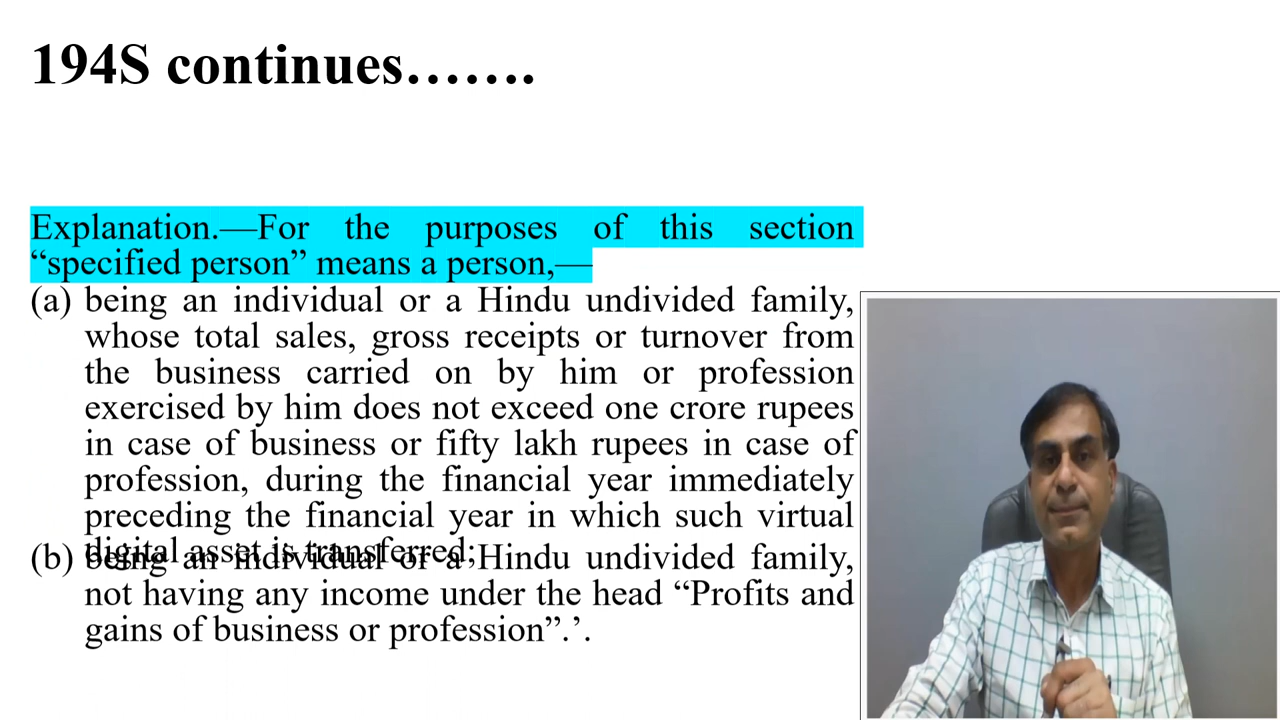 194S continues…….
Explanation.—For the purposes of this section
“specified person” means a person,—
(a) being an individual or a Hindu undivided family,
whose total sales, gross receipts or turnover from
the business carried on by him or profession
exercised by him does not exceed one crore rupees
in case of business or fifty lakh rupees in case of
profession, during the financial year immediately
preceding the financial year in which such virtual
digital asset is transferred;
(b) being an individual or a Hindu undivided family,
not having any income under the head “Profits and
gains of business or profession”.’.